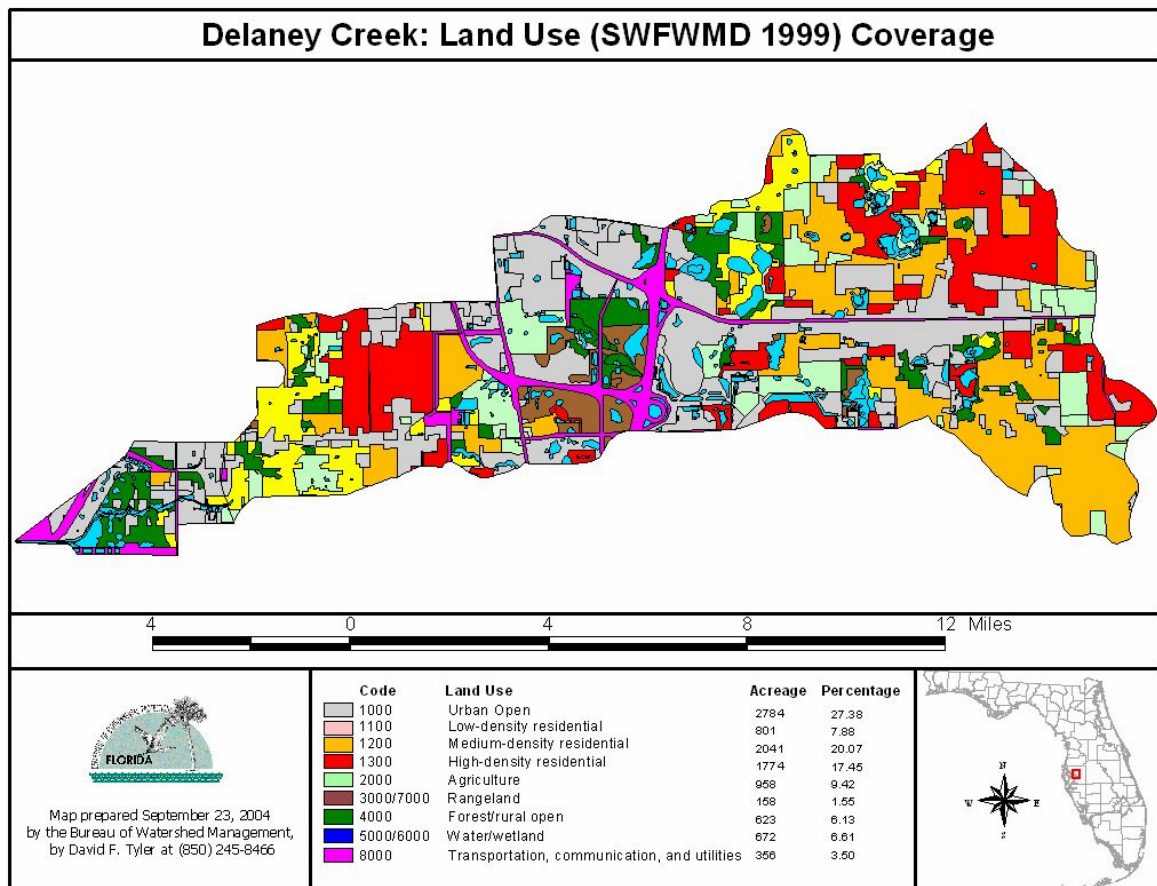 Delaney Creek: Land Use (SWFWMD 1999) Coverage
4 0 4 8 12 Miles
FLORIDA
Map prepared September 23, 2004
by the Bureau of Watershed Management,
by David F. Tyler at (850) 245-8466
Code Land Use Acreage Percentage
1000 Urban Open 2784 27.38
1100 Low-density residential 801 7.88
1200 Medium-density residential 2041 20.07
1300 High-density residential 1774 17.45
2000 Agriculture 958 9.42
3000/7000 Rangeland 158 1.55
4000 Forest/rural open 623 6.13
5000/6000 Water/wetland 672 6.61
8000 Transportation, communication, and utilities 356 3.50
N
W E
S